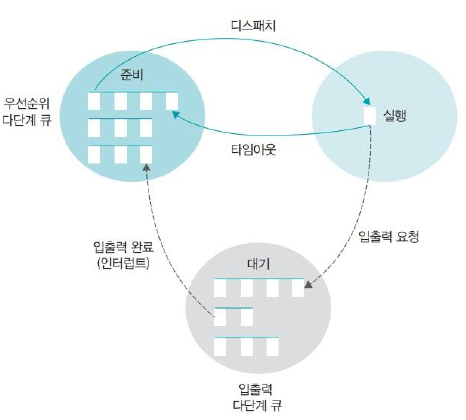 디스패치
준비
우선순위
다단계 큐
실행
타임아웃
입출력 완료
(인터럽트)
입출력 요청
대기
입출력
다단계 큐